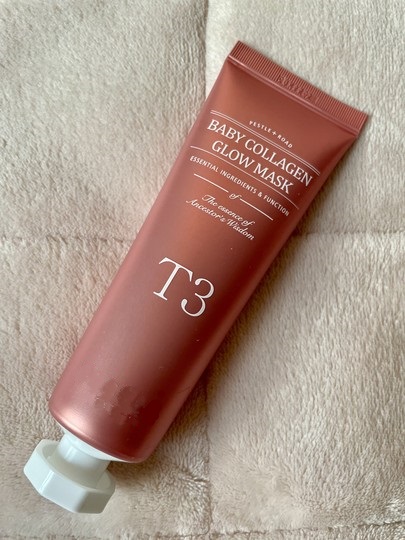 PESTLE + ROAD
BABY COLLAGEN
GLOW MASK
ESSENTIAL INGREDIENTS & FUNCTION
of
The essence of
Ancestor's Wisdom
T3